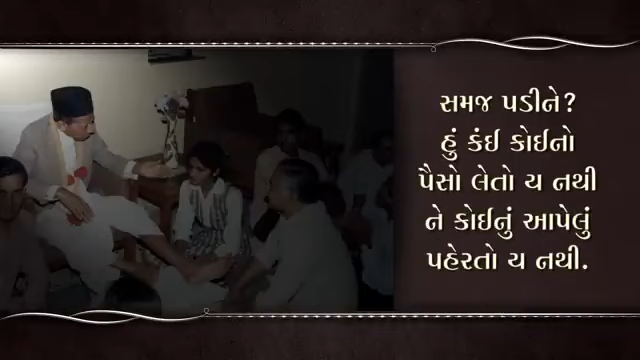 સમજ પડીને?
હું કંઈ કોઈનો
પૈસો લેતો ય નથી
ને કોઈનું આપેલું
પહેરતો ય નથી.